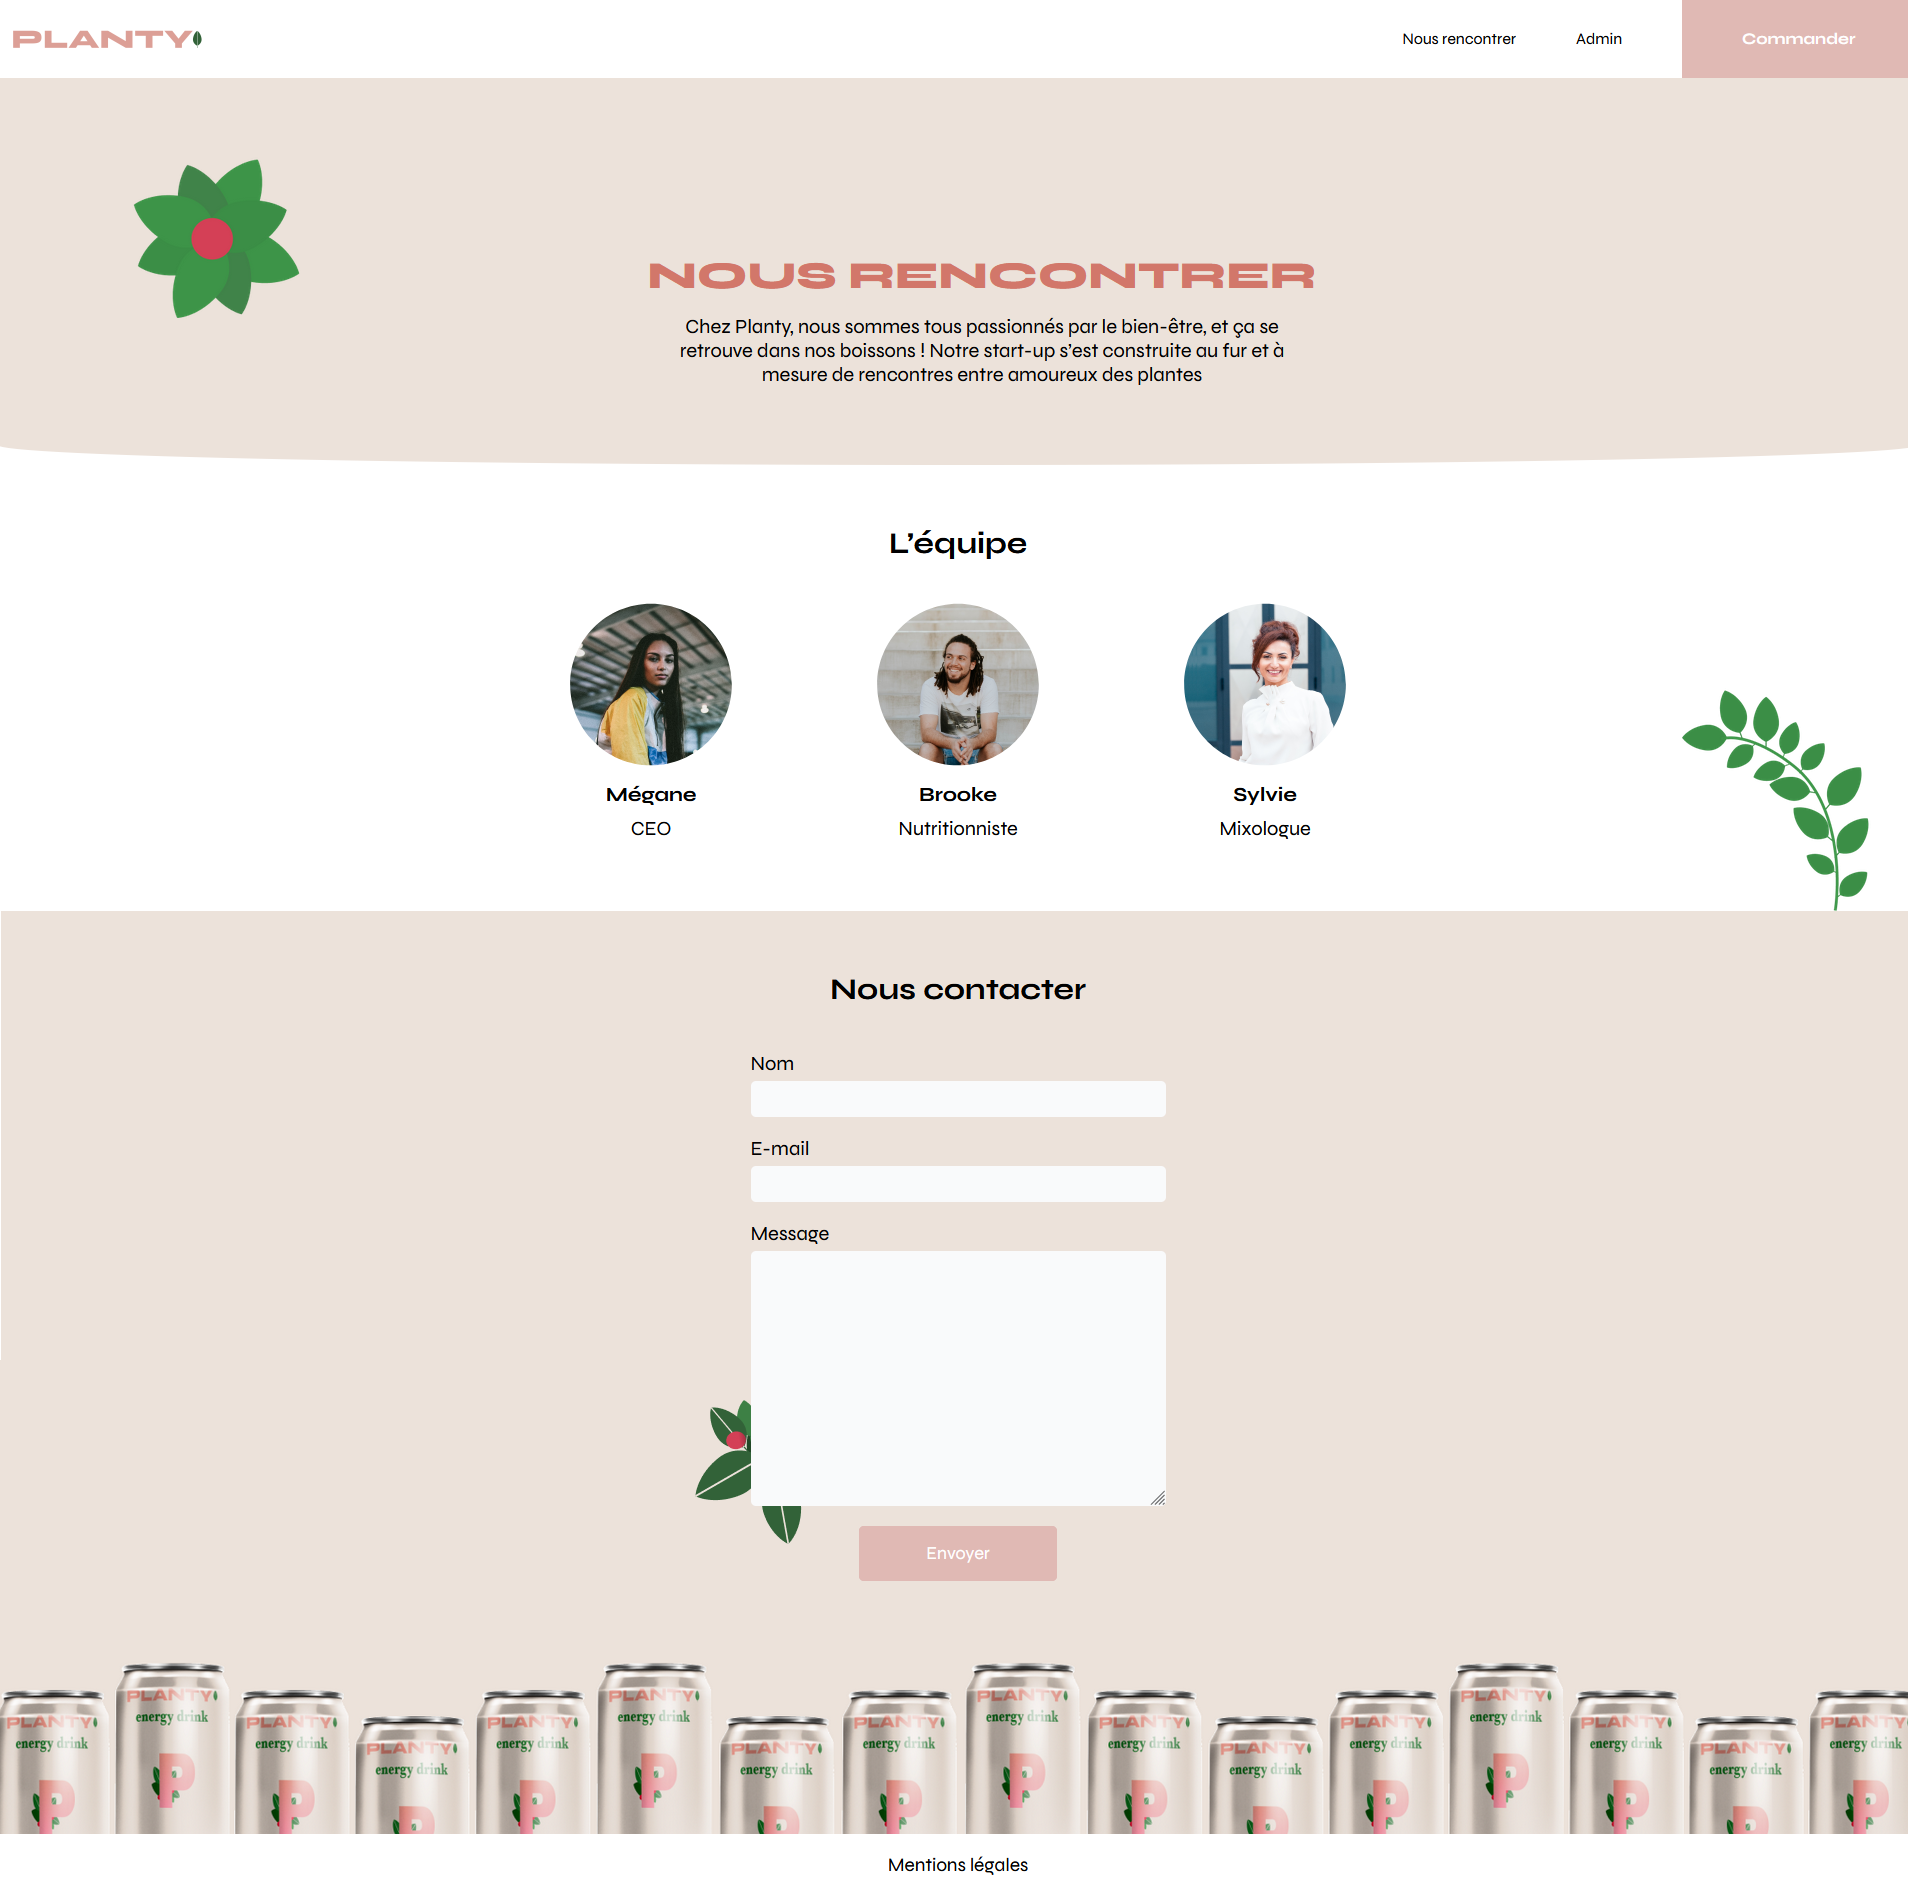 PLANTY
Nous rencontrer
Admin
Commander
NOUS RENCONTRER
Chez Planty, nous sommes tous passionnés par le bien-être, et ça se
retrouve dans nos boissons ! Notre start-up s’est construite au fur et à
mesure de rencontres entre amoureux des plantes
L’équipe
Mégane
CEO
Brooke
Nutritionniste
Sylvie
Mixologue
Nous contacter
Nom
E-mail
Message
Envoyer
PLANTY
energy drink
P
PLANTY
energy drink
P
PLANTY
energy drink
P
PLANTY
energy drink
P
PLANTY
energy drink
P
PLANTY
energy drink
P
PLANTY
energy drink
P
PLANTY
energy drink
P
PLANTY
energy drink
P
PLANTY
energy drink
P
PLANTY
energy drink
P
PLANTY
energy drink
P
PLANTY
energy drink
P
PLANTY
energy drink
P
PLANTY
energy drink
P
PLANTY
energy drink
P
Mentions légales